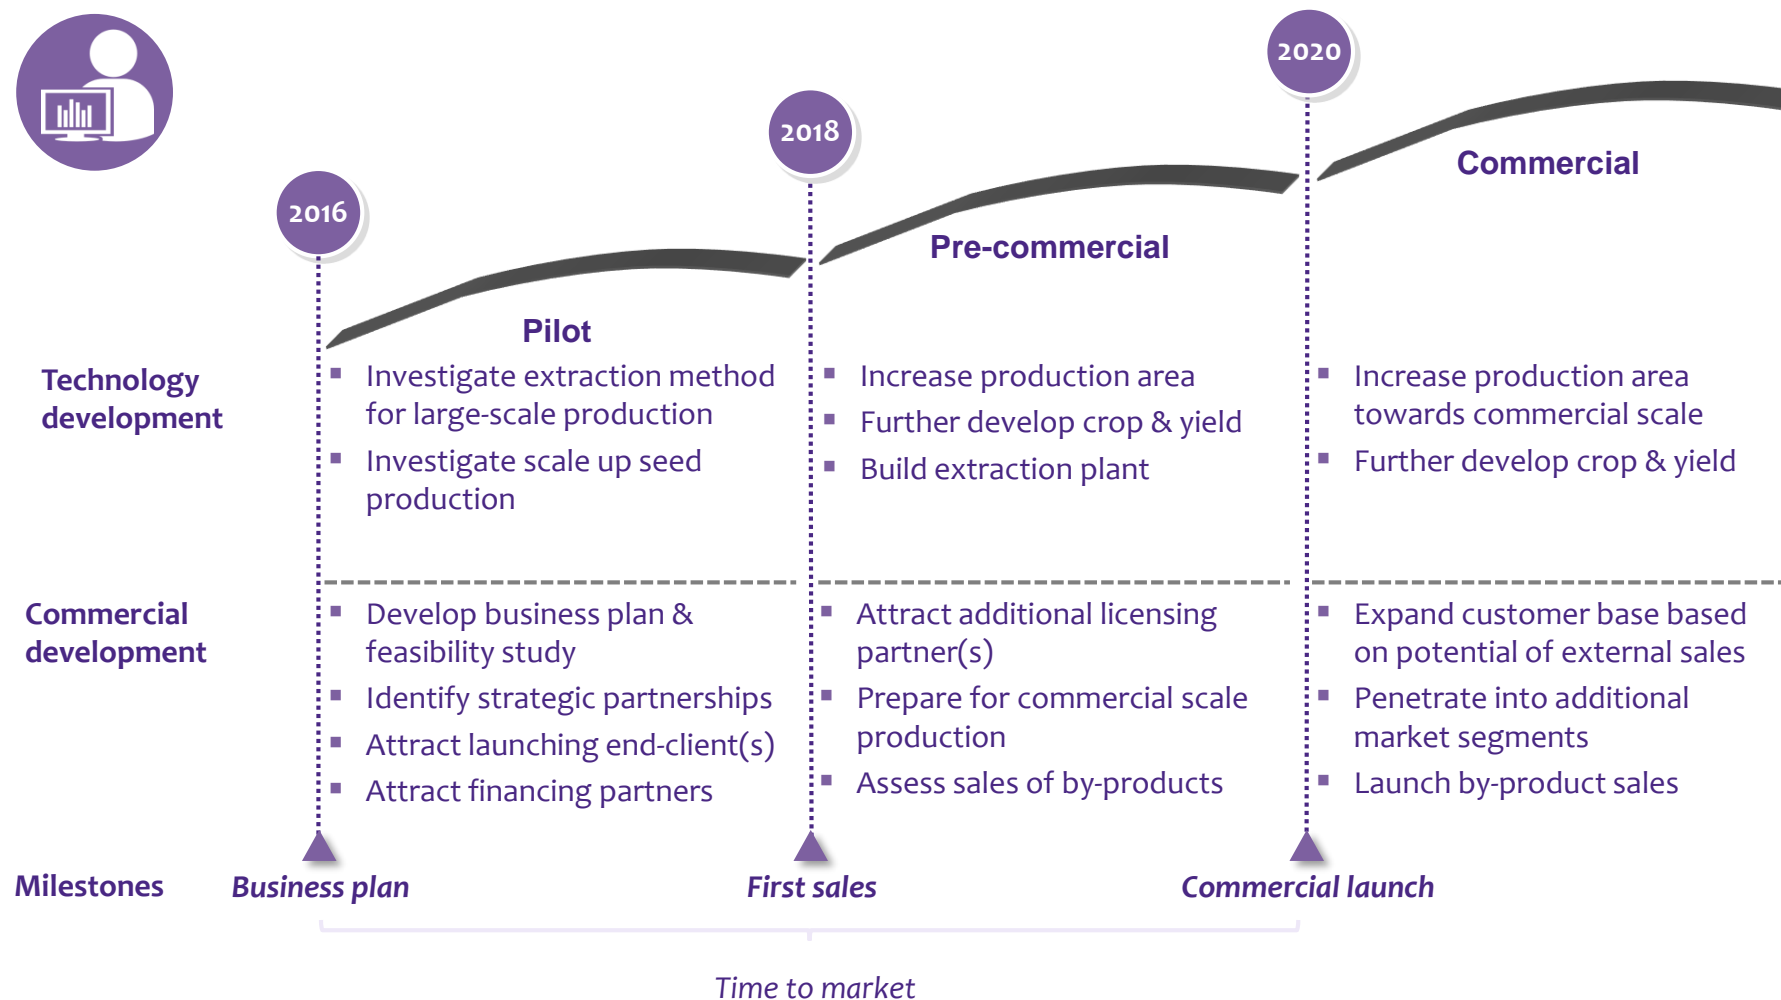 2020
2018
2016
Commercial
Pre-commercial
Pilot
Technology
development
▪ Investigate extraction method
for large-scale production
▪ Investigate scale up seed
production
▪ Increase production area
▪ Further develop crop & yield
▪ Build extraction plant
▪ Increase production area
towards commercial scale
▪ Further develop crop & yield
Commercial
development
▪ Develop business plan &
feasibility study
▪ Identify strategic partnerships
▪ Attract launching end-client(s)
▪ Attract financing partners
▪ Attract additional licensing
partner(s)
▪ Prepare for commercial scale
production
▪ Assess sales of by-products
▪ Expand customer base based
on potential of external sales
▪ Penetrate into additional
market segments
▪ Launch by-product sales
Milestones
Business plan
First sales
Commercial launch
Time to market